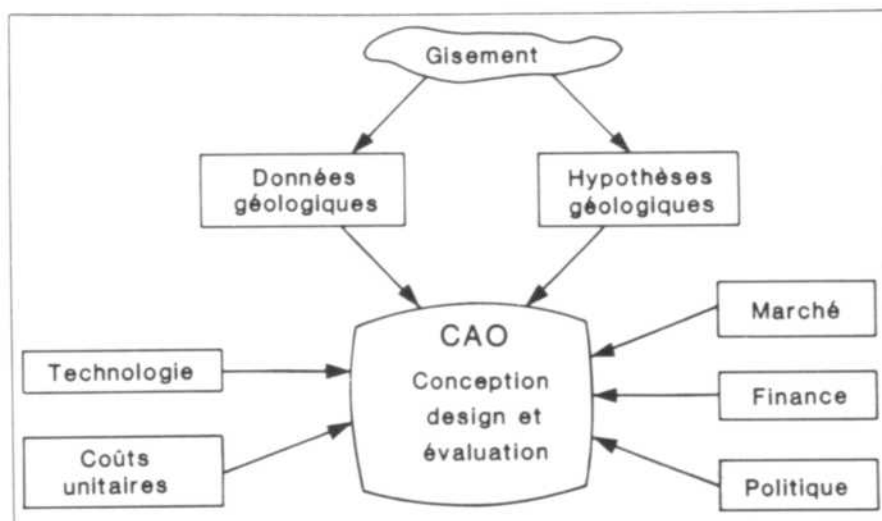 Gisement
Données
géologiques
Hypothèses
géologiques
CAO
Conception
design et
évaluation
Technologie
Coûts
unitaires
Marché
Finance
Politique